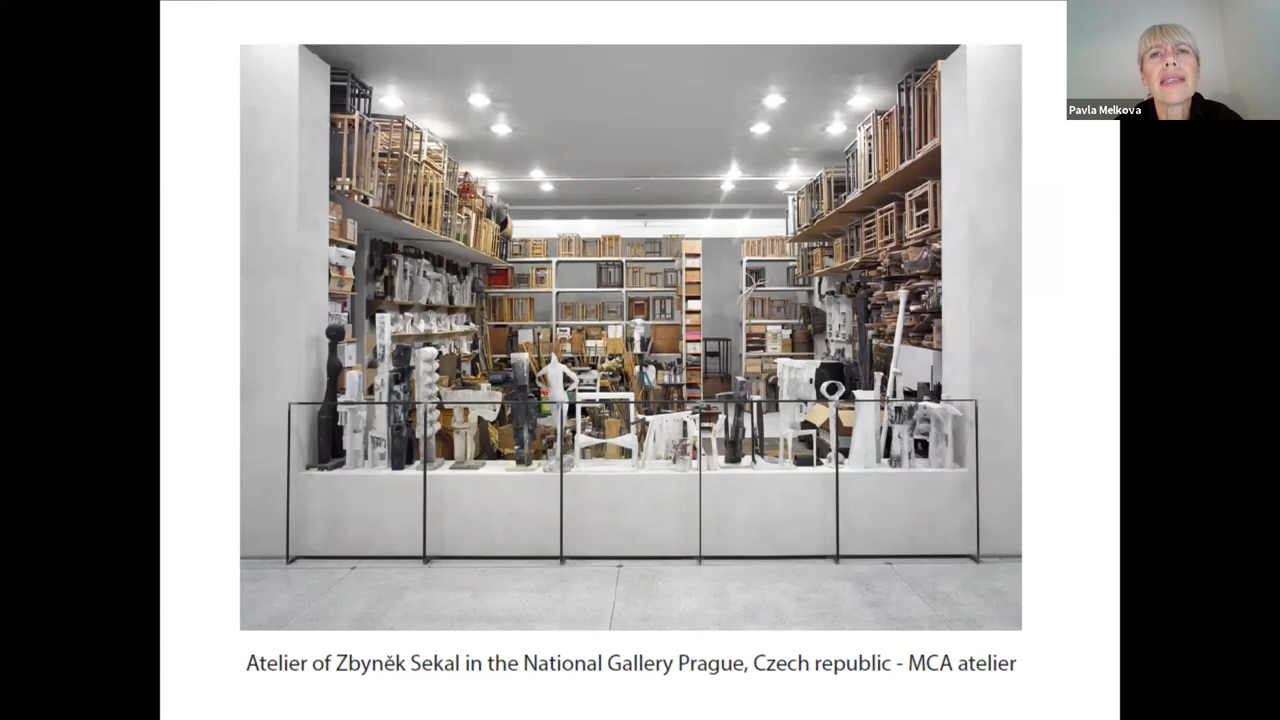 Pavla Melkova
Atelier of Zbyněk Sekal in the National Gallery Prague, Czech republic - MCA atelier